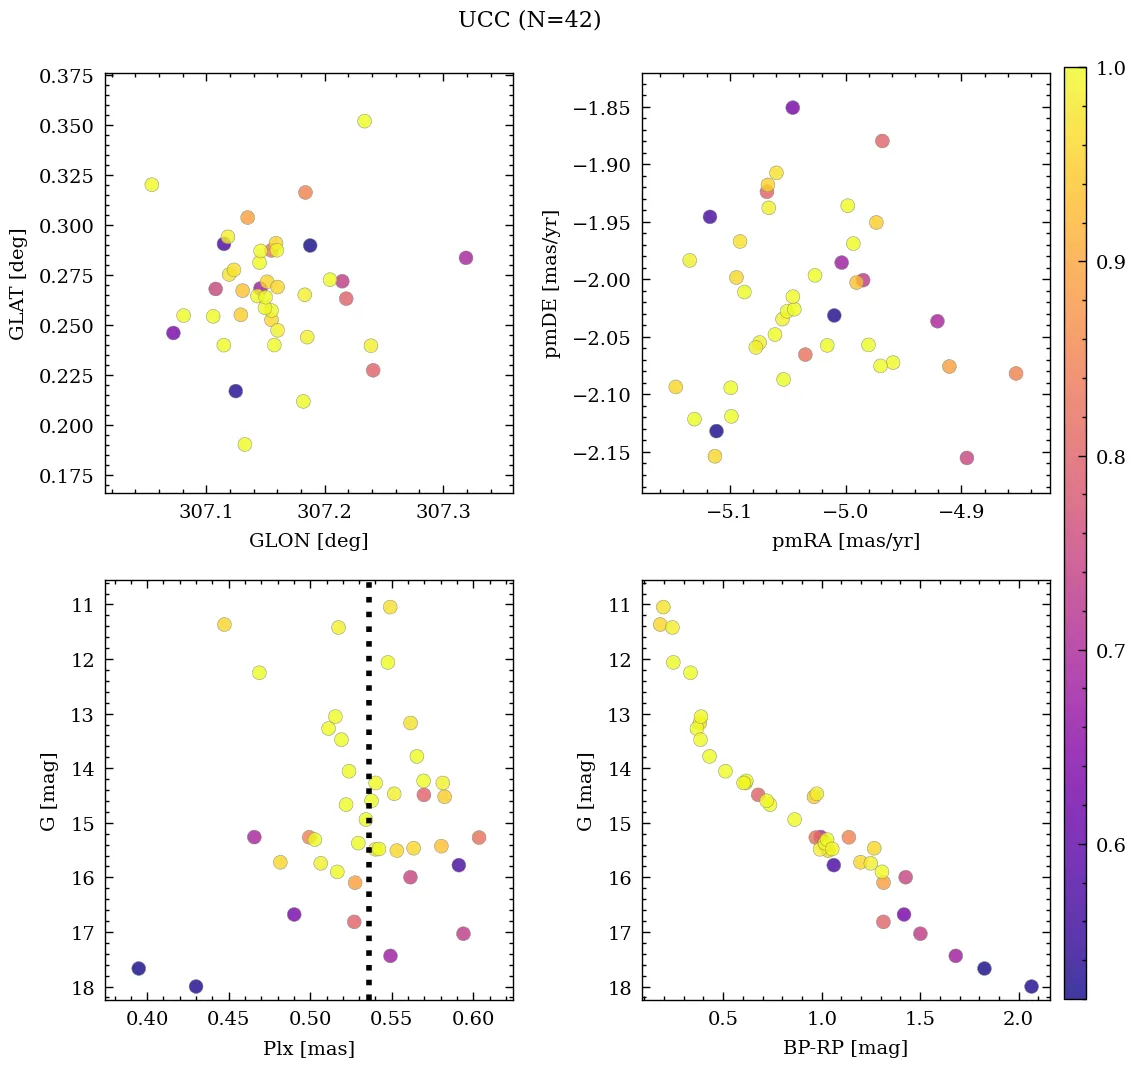 UCC (N=42)
0.375
0.350
0.325
0.300
0.275
0.250
0.225
0.200
0.175
GLAT [deg]
307.1 307.2 307.3
GLON [deg]
−1.85
−1.90
−1.95
−2.00
−2.05
−2.10
−2.15
pmDE [mas/yr]
−5.1 −5.0 −4.9
pmRA [mas/yr]
11
12
13
14
15
16
17
18
G [mag]
0.40 0.45 0.50 0.55 0.60
Plx [mas]
11
12
13
14
15
16
17
18
G [mag]
0.5 1.0 1.5 2.0
BP-RP [mag]
1.0
0.9
0.8
0.7
0.6